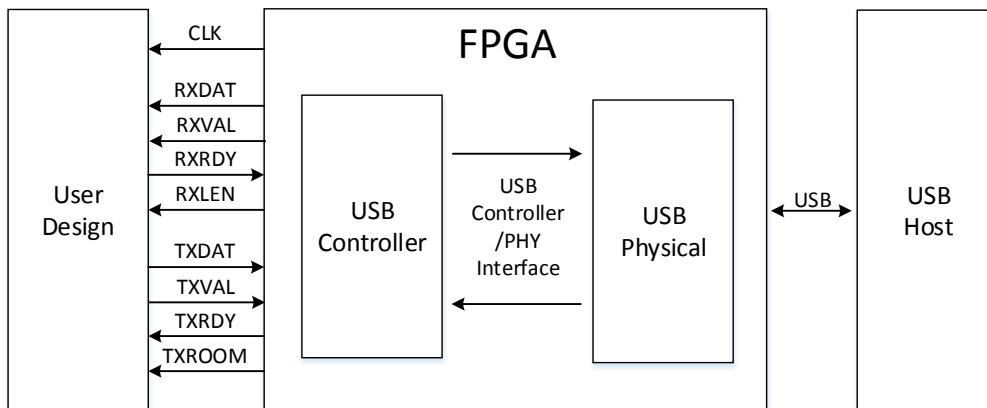 FPGA
CLK
RXDAT
RXVAL
RXRDY
RXLEN
TXDAT
TXVAL
TXRDY
TXROOM
User
Design
USB
Controller
USB
Controller
/PHY
Interface
USB
Physical
USB
USB
Host